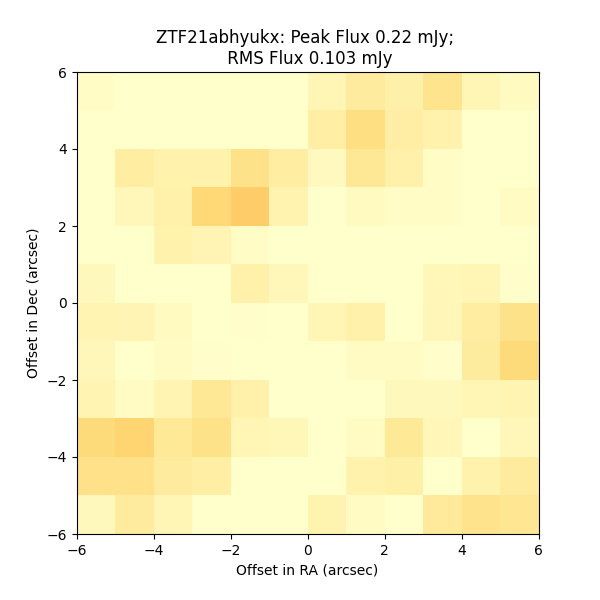 ZTF21abhyukx: Peak Flux 0.22 mJy;
RMS Flux 0.103 mJy
6
4
2
0
−2
−4
−6
Offset in Dec (arcsec)
−6 −4 −2 0 2 4 6
Offset in RA (arcsec)